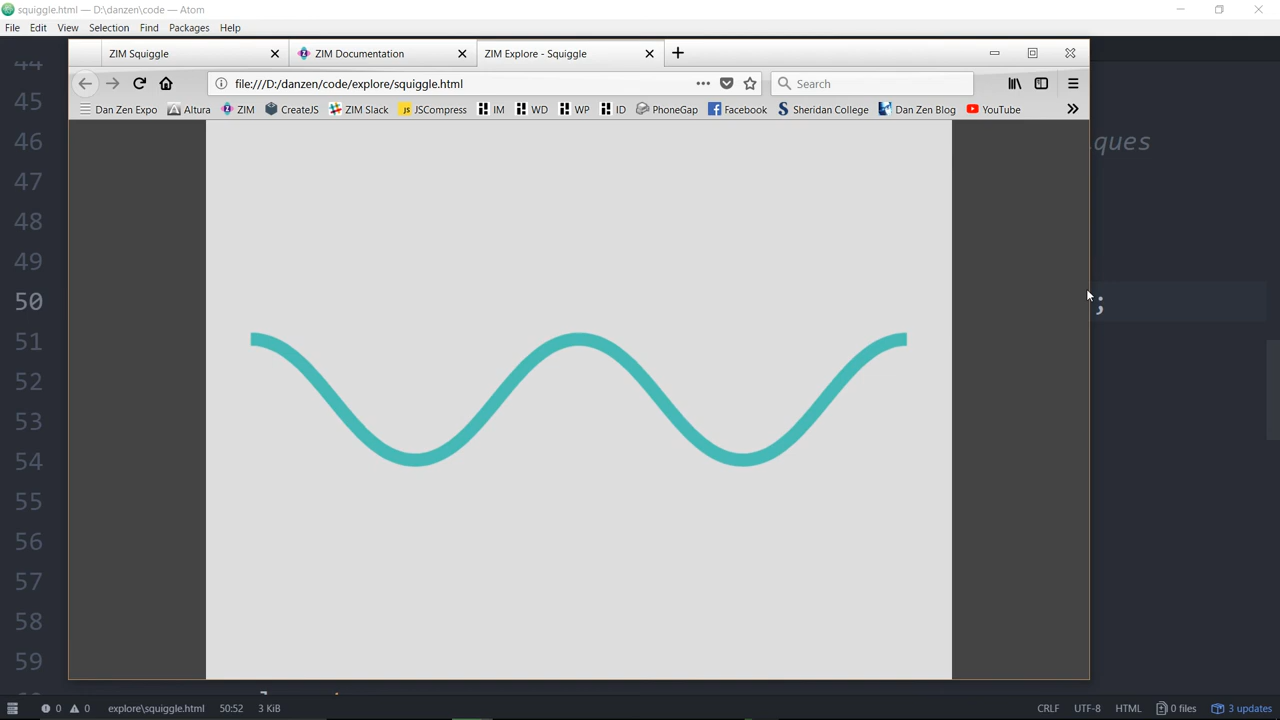 squiggle.html — D:\danzen\code — Atom
File Edit View Selection Find Packages Help
ZIM Squiggle ZIM Documentation ZIM Explore - Squiggle
file:///D:/danzen/code/explore/squiggle.html Search
Dan Zen Expo Altura ZIM CreateJS ZIM Slack JS JSCompress IM WD WP ID PhoneGap Facebook Sheridan College Dan Zen Blog YouTube
44
45
46 ques
47
48
49
50 ;
51
52
53
54
55
56
57
58
59
0 0 explore\squiggle.html 50:52 3 KiB CRLF UTF-8 HTML 0 files 3 updates